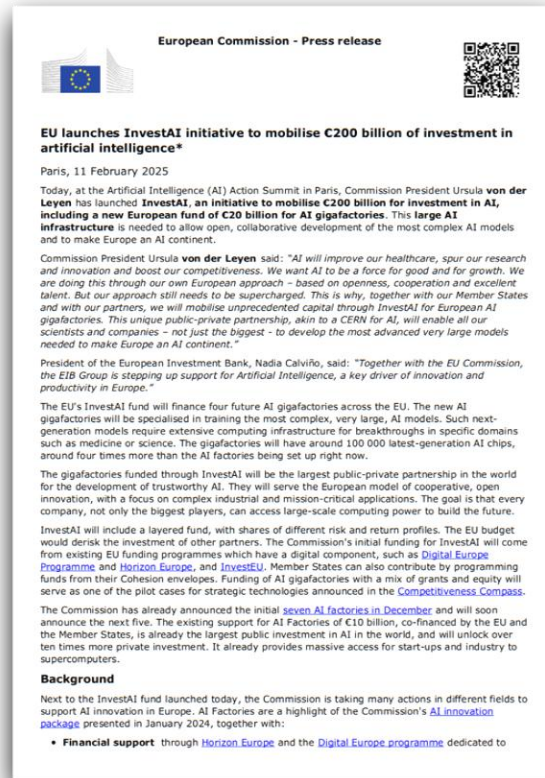 European Commission - Press release
EU launches InvestAI initiative to mobilise €200 billion of investment in
artificial intelligence*
Paris, 11 February 2025
Today, at the Artificial Intelligence (AI) Action Summit in Paris, Commission President Ursula von der
Leyen has launched InvestAI, an initiative to mobilise €200 billion for investment in AI,
including a new European fund of €20 billion for AI gigafactories. This large AI
infrastructure is needed to allow open, collaborative development of the most complex AI models
and to make Europe an AI continent.
Commission President Ursula von der Leyen said: "AI will improve our healthcare, spur our research
and innovation and boost our competitiveness. We want AI to be a force for good and for growth. We
are doing this through our own European approach – based on openness, cooperation and excellent
talent. But our approach still needs to be supercharged. This is why, together with our Member States
and with our partners, we will mobilise unprecedented capital through InvestAI for European AI
gigafactories. This unique public-private partnership, akin to a CERN for AI, will enable all our
scientists and companies – not just the biggest - to develop the most advanced very large models
needed to make Europe an AI continent."
President of the European Investment Bank, Nadia Calviño, said: "Together with the EU Commission,
the EIB Group is stepping up support for Artificial Intelligence, a key driver of innovation and
productivity in Europe."
The EU's InvestAI fund will finance four future AI gigafactories across the EU. The new AI
gigafactories will be specialised in training the most complex, very large, AI models. Such next-
generation models require extensive computing infrastructure for breakthroughs in specific domains
such as medicine or science. The gigafactories will have around 100 000 latest-generation AI chips,
around four times more than the AI factories being set up right now.
The gigafactories funded through InvestAI will be the largest public-private partnership in the world
for the development of trustworthy AI. They will serve the European model of cooperative, open
innovation, with a focus on complex industrial and mission-critical applications. The goal is that every
company, not only the biggest players, can access large-scale computing power to build the future.
InvestAI will include a layered fund, with shares of different risk and return profiles. The EU budget
would derisk the investment of other partners. The Commission's initial funding for InvestAI will come
from existing EU funding programmes which have a digital component, such as Digital Europe
Programme and Horizon Europe, and InvestEU. Member States can also contribute by programming
funds from their Cohesion envelopes. Funding of AI gigafactories with a mix of grants and equity will
serve as one of the pilot cases for strategic technologies announced in the Competitiveness Compass.
The Commission has already announced the initial seven AI factories in December and will soon
announce the next five. The existing support for AI Factories of €10 billion, co-financed by the EU and
the Member States, is already the largest public investment in AI in the world, and will unlock over
ten times more private investment. It already provides massive access for start-ups and industry to
supercomputers.
Background
Next to the InvestAI fund launched today, the Commission is taking many actions in different fields to
support AI innovation in Europe. AI Factories are a highlight of the Commission's AI innovation
package presented in January 2024, together with:
• Financial support through Horizon Europe and the Digital Europe programme dedicated to